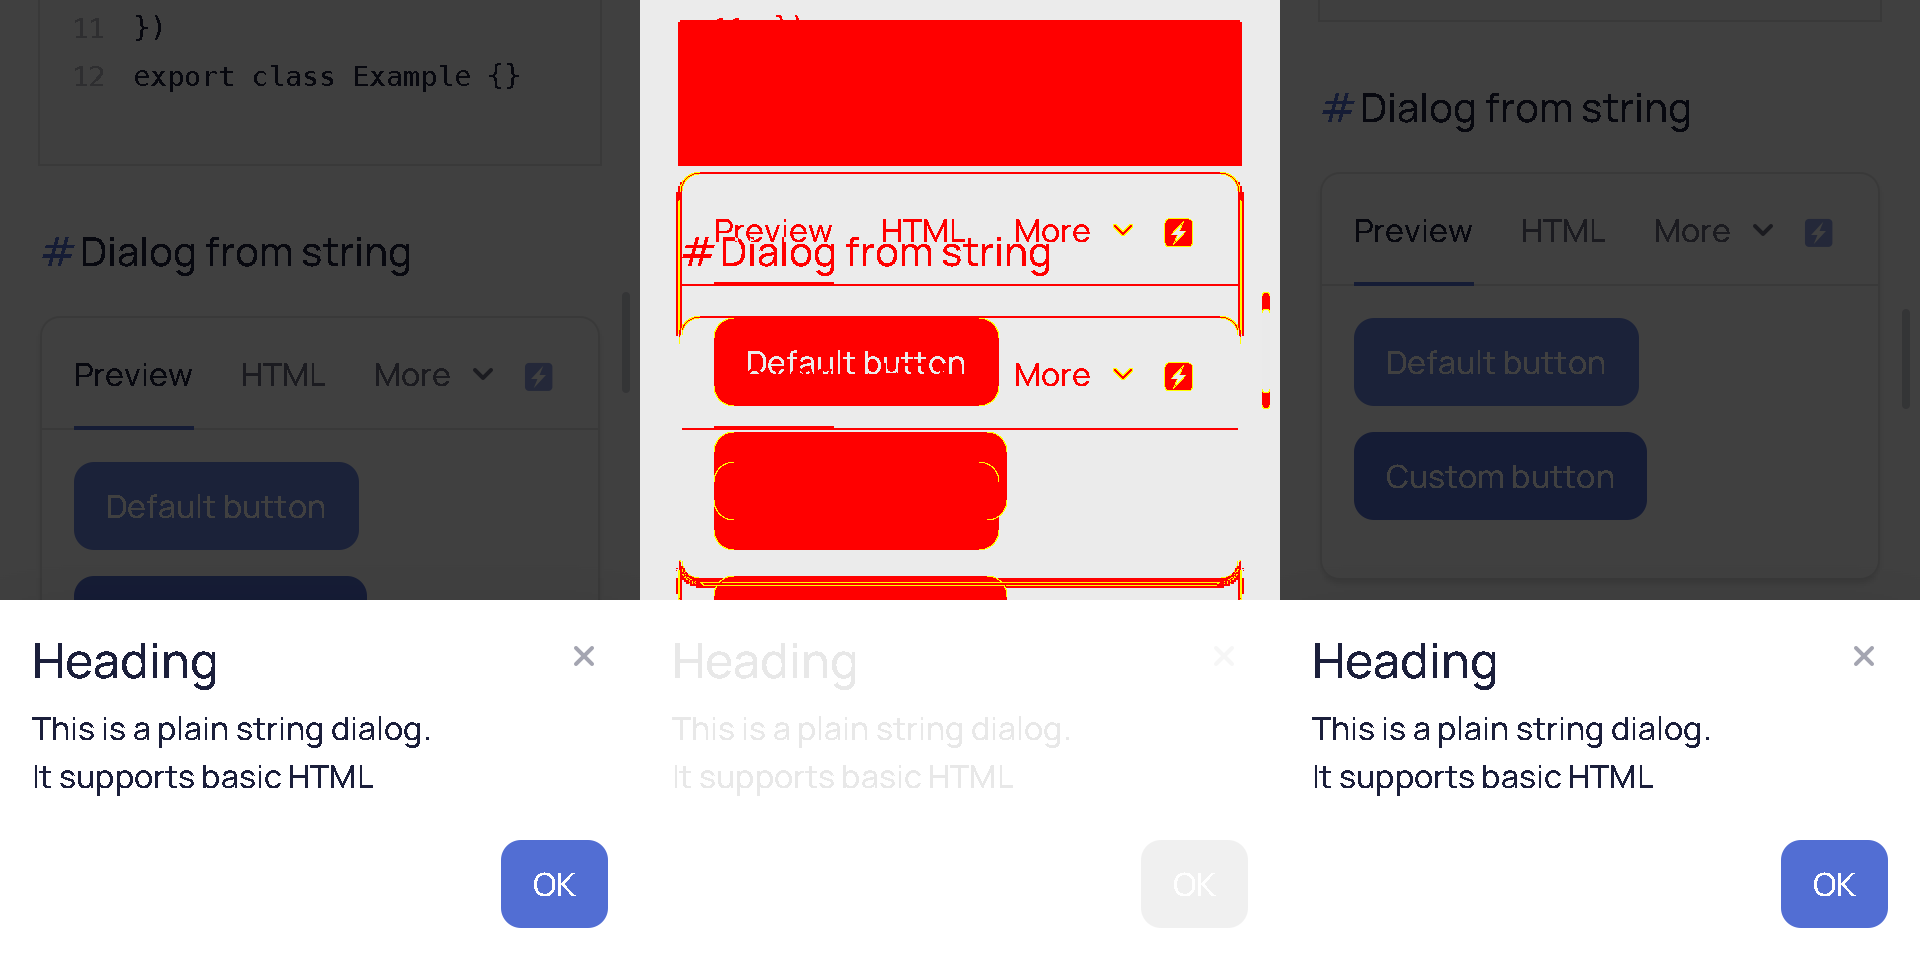 11 })
12 export class Example {}
# Dialog from string
Preview HTML More
Default button
Heading
This is a plain string dialog.
It supports basic HTML
OK
11 })
Preview HTML More
# Dialog from string
Default button More
Heading
This is a plain string dialog.
It supports basic HTML
OK
# Dialog from string
Preview HTML More
Default button
Custom button
Heading
This is a plain string dialog.
It supports basic HTML
OK